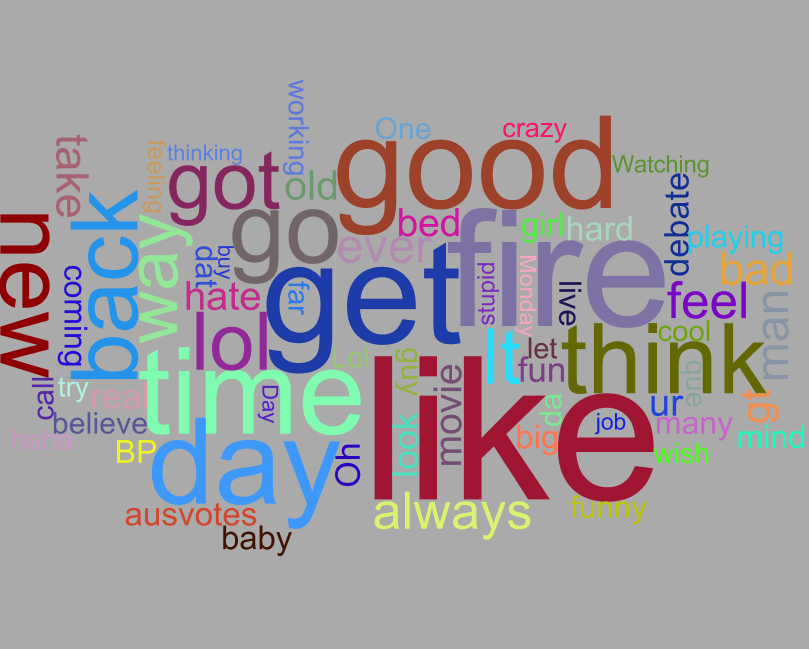 working
One
crazy
take
feeling
thinking
got
old
good
Watching
new
back
way
go
ever
bed
girl
hard
debate
playing
dat
buy
far
hate
get
fire
stupid
Monday
live
bad
feel
man
coming
lol
Lol
guy
lt
let
fun
cool
think
que
call
try
real
time
Day
like
movie
look
da
ur
gt
job
many
mind
haha
believe
BP
day
Oh
big
wish
ausvotes
baby
always
funny